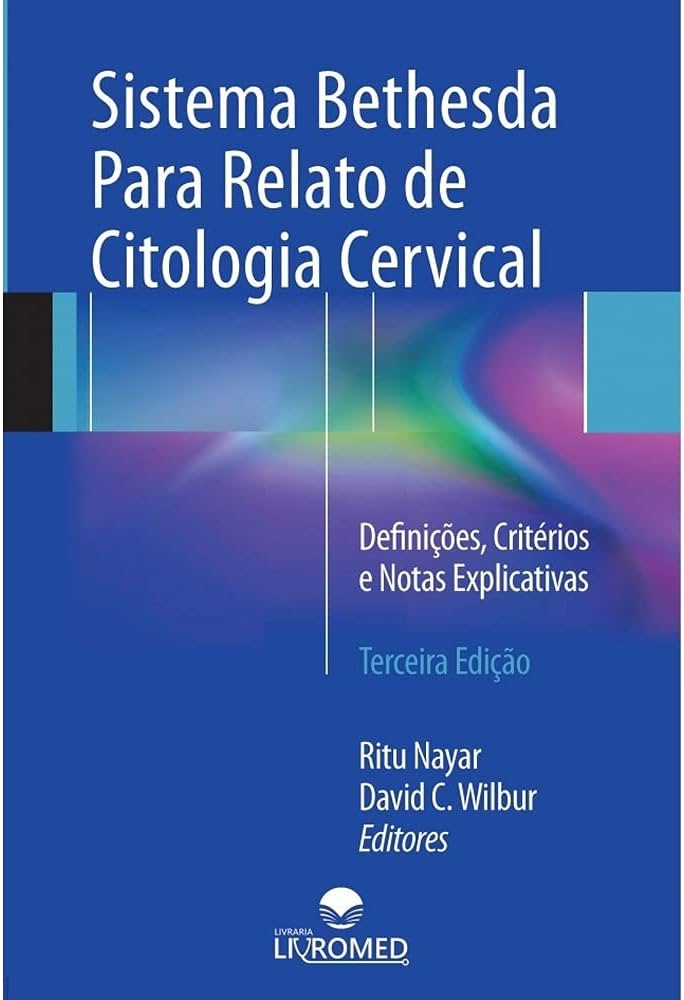 Sistema Bethesda
Para Relato de
Citologia Cervical
Definições, Critérios
e Notas Explicativas
Terceira Edição
Ritu Nayar
David C. Wilbur
Editores
LIVRARIA
LIVROMED